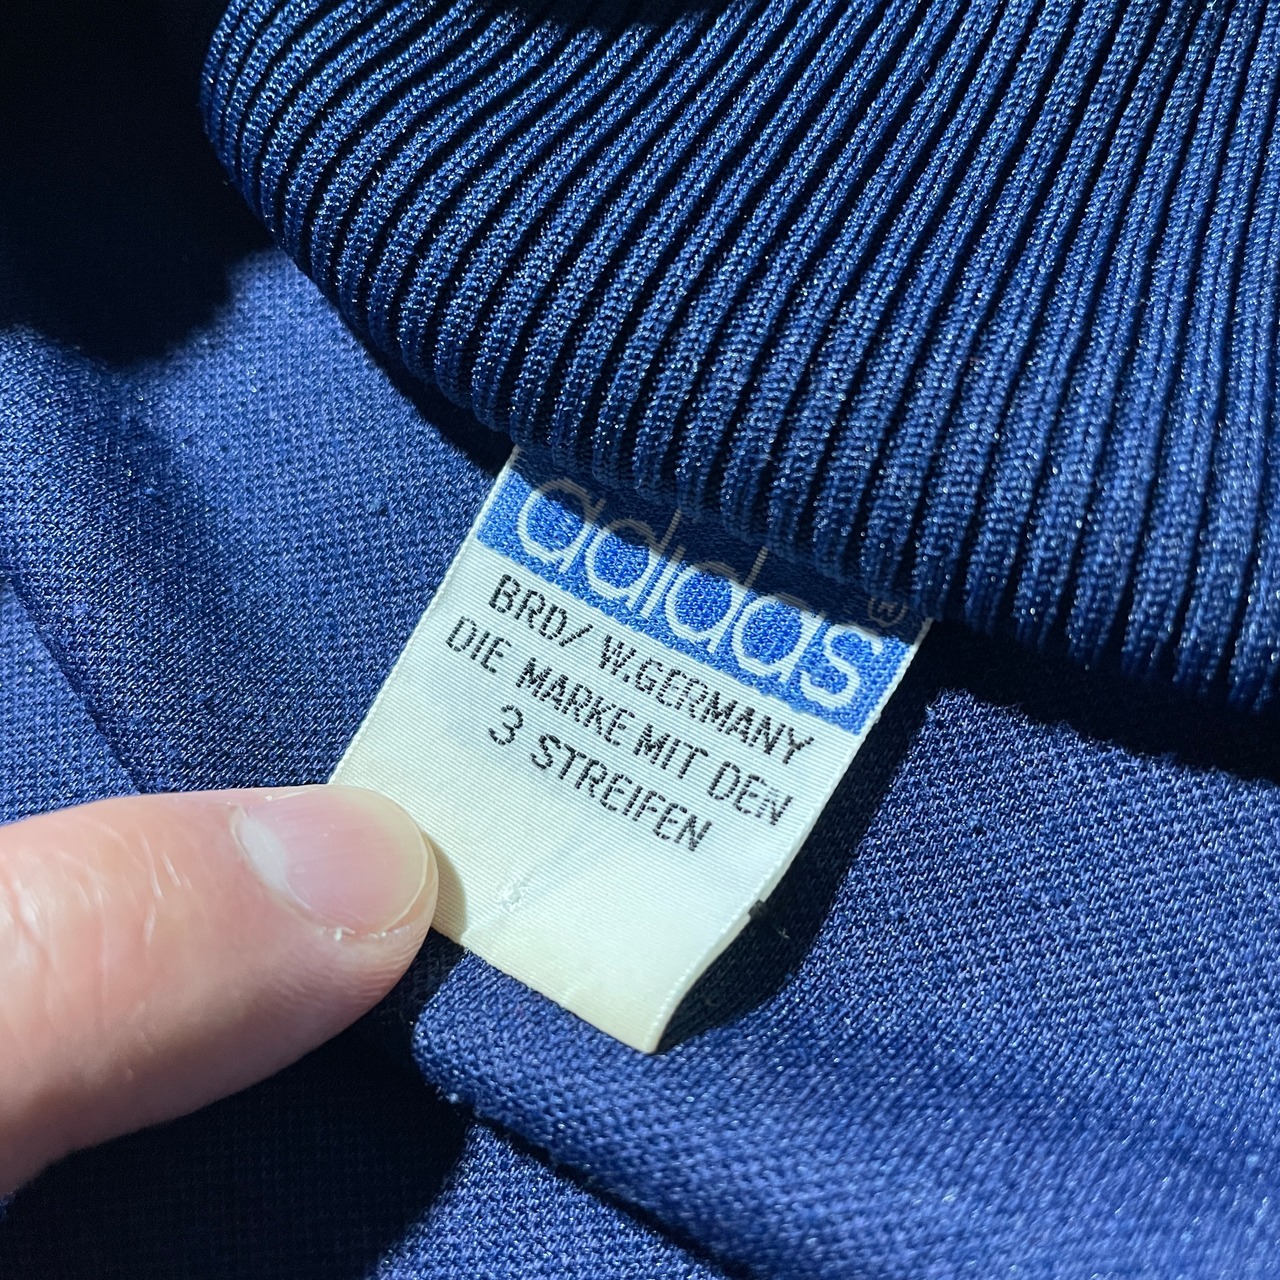 adidas®
BRD/ W.GERMANY
DIE MARKE MIT DEN
3 STREIFEN